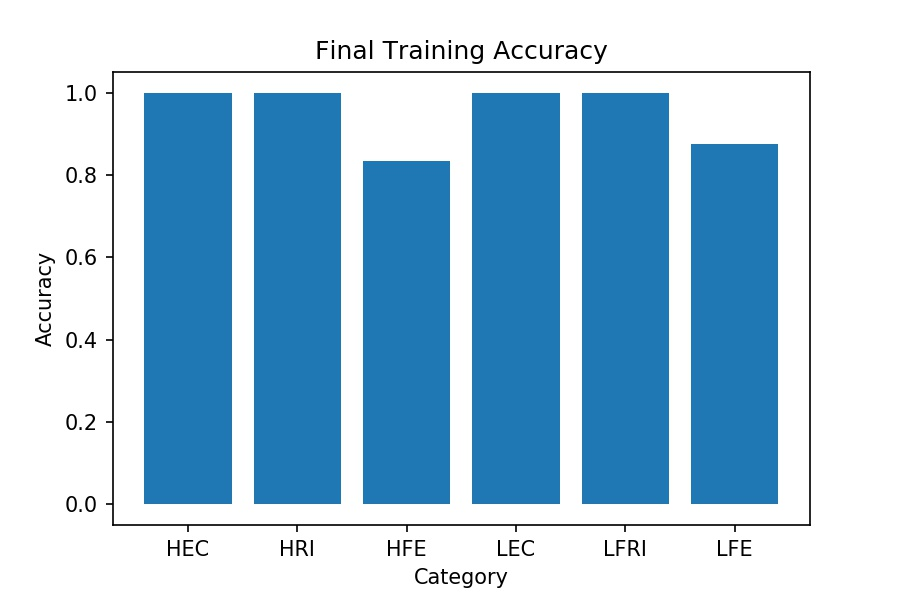 Final Training Accuracy
Accuracy
1.0
0.8
0.6
0.4
0.2
0.0
HEC HRI HFE LEC LFRI LFE
Category